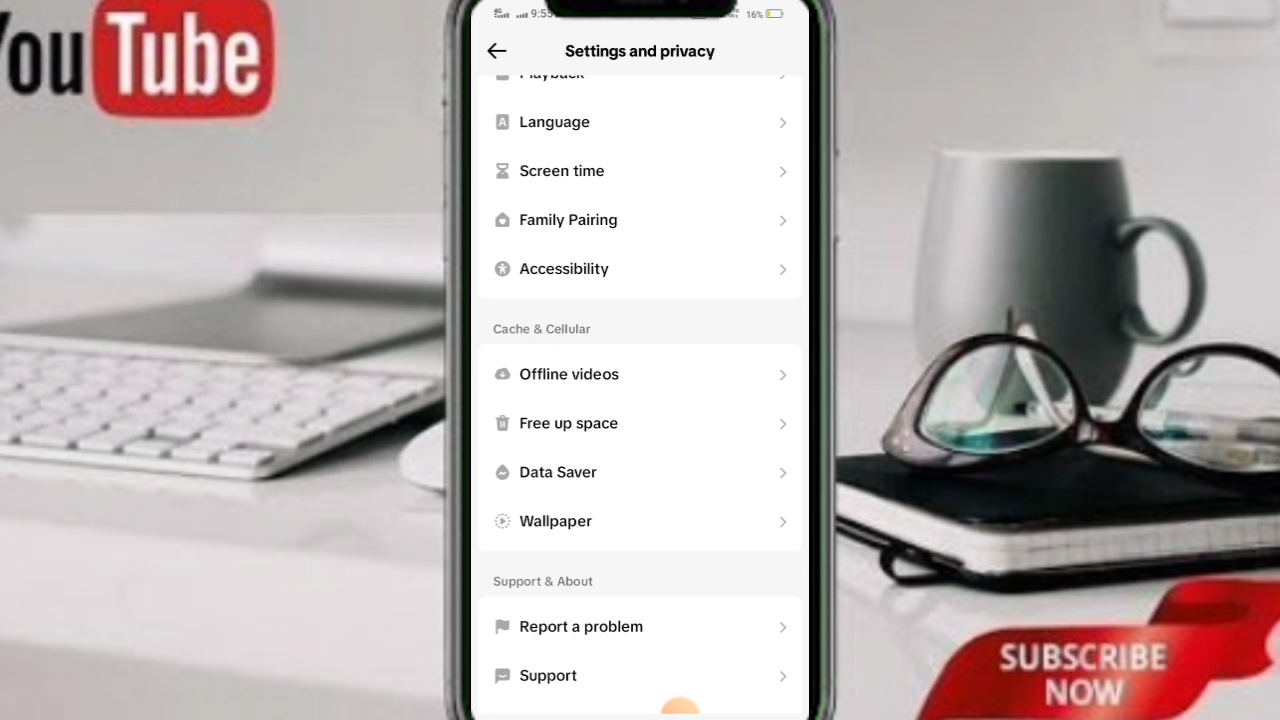 You Tube
9:55
16%
Settings and privacy
Playback
Language
Screen time
Family Pairing
Accessibility
Cache & Cellular
Offline videos
Free up space
Data Saver
Wallpaper
Support & About
Report a problem
Support
SUBSCRIBE
NOW